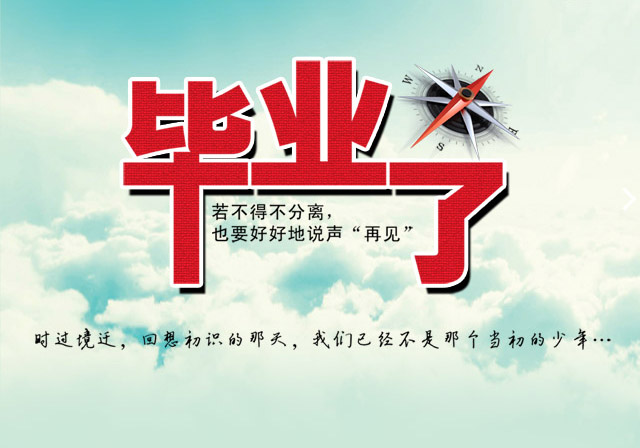 毕业了
W N
S E
若不得不分离，
也要好好地说声“再见”
时过境迁，回想初识的那天，我们已经不是那个当初的少年…